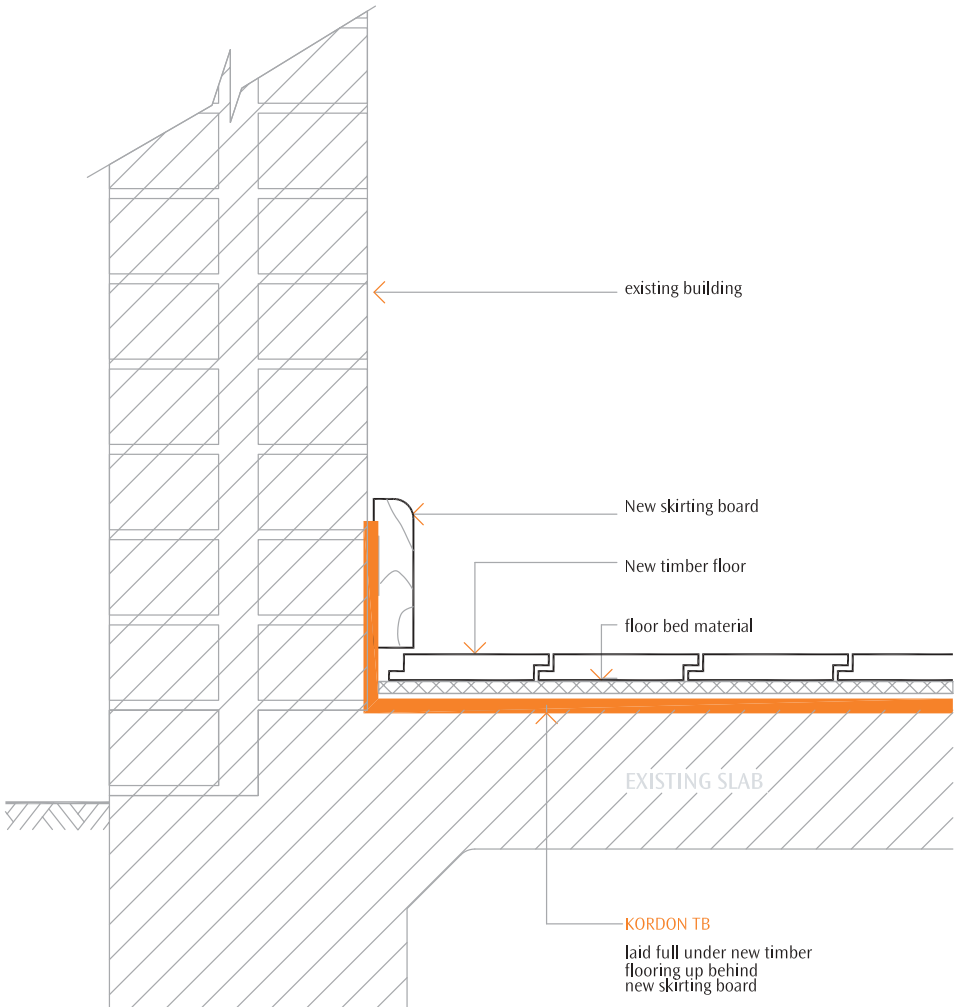 existing building
New skirting board
New timber floor
floor bed material
EXISTING SLAB
KORDON TB
laid full under new timber
flooring up behind
new skirting board